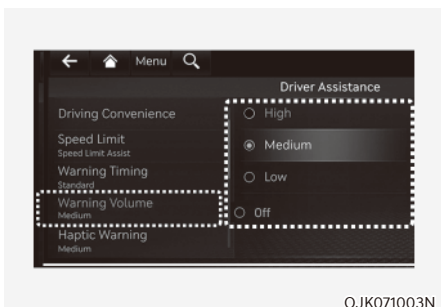 Menu
Driver Assistance
Driving Convenience
High
Speed Limit
Speed Limit Assist
Medium
Warning Timing
Standard
Low
Warning Volume
Medium
Off
Haptic Warning
Medium
OJK071003N